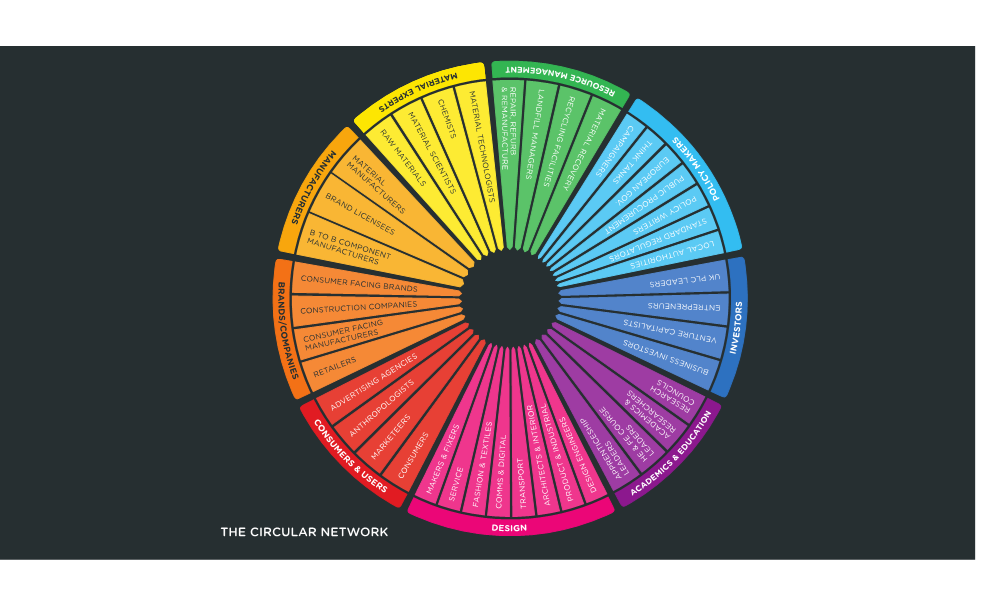 RESOURCE MANAGEMENT
REPAIR, REFURB
& REMANUFACTURE
LANDFILL MANAGERS
RECYCLING FACILITIES
MATERIAL RECOVERY
POLICY MAKERS
CAMPAIGNERS
THINK TANKS
EUROPEAN GOV
PUBLIC PROCUREMENT
POLICY WRITERS
STANDARD REGULATORS
LOCAL AUTHORITIES
INVESTORS
UK PLC LEADERS
ENTREPRENEURS
VENTURE CAPITALISTS
BUSINESS INVESTORS
ACADEMICS & EDUCATION
RESEARCH
COUNCILS
ACADEMICS &
RESEARCHERS
HE & FE COURSE
LEADERS
APPRENTICESHIP
LEADERS
DESIGN
DESIGN ENGINEERS
PRODUCT & INDUSTRIAL
ARCHITECTS & INTERIOR
TRANSPORT
COMMS & DIGITAL
FASHION & TEXTILES
SERVICE
MAKERS & FIXERS
CONSUMERS & USERS
CONSUMERS
MARKETEERS
ANTHROPOLOGISTS
ADVERTISING AGENCIES
BRANDS/COMPANIES
RETAILERS
CONSUMER FACING
MANUFACTURERS
CONSTRUCTION COMPANIES
CONSUMER FACING BRANDS
MANUFACTURERS
B TO B COMPONENT
MANUFACTURERS
BRAND LICENSEES
MATERIAL
MANUFACTURERS
MATERIAL EXPERTS
RAW MATERIALS
MATERIAL SCIENTISTS
CHEMISTS
MATERIAL TECHNOLOGISTS
THE CIRCULAR NETWORK